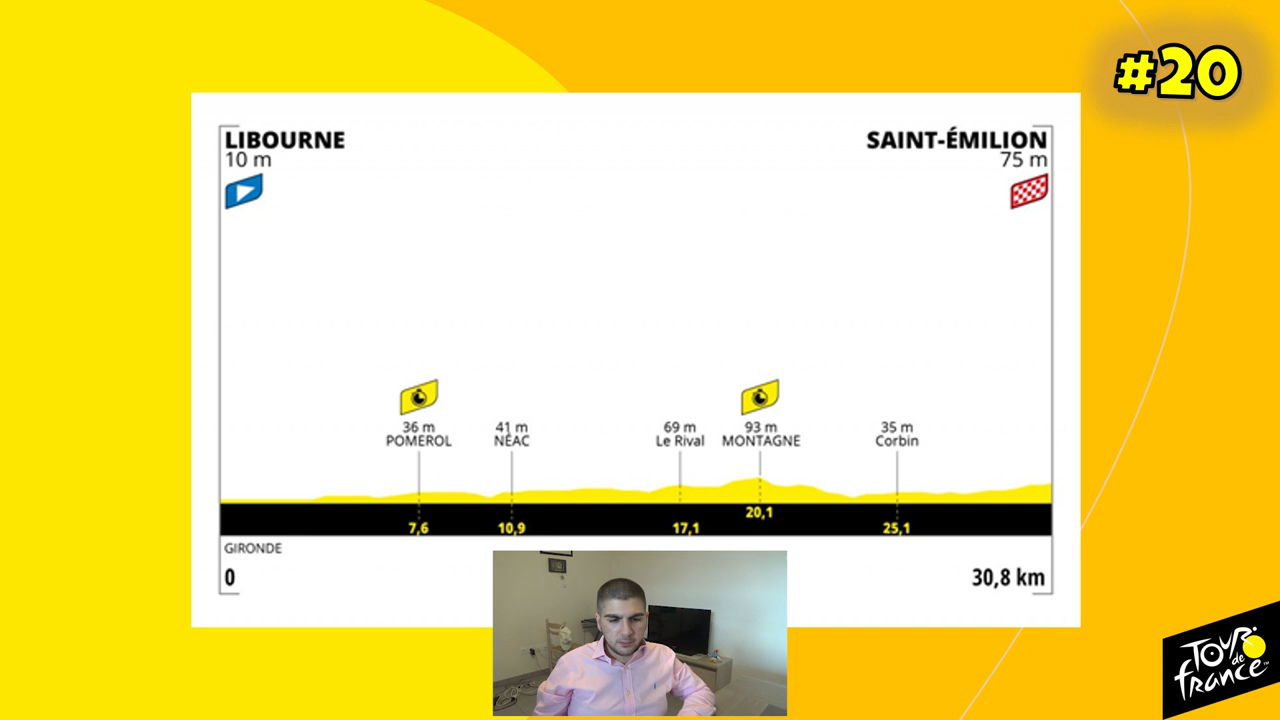 #20
LIBOURNE
10 m
SAINT-ÉMILION
75 m
36 m
POMEROL
41 m
NÉAC
69 m
Le Rival
93 m
MONTAGNE
35 m
Corbin
7,6
10,9
17,1
20,1
25,1
GIRONDE
0
30,8 km
TOUR
de
france™